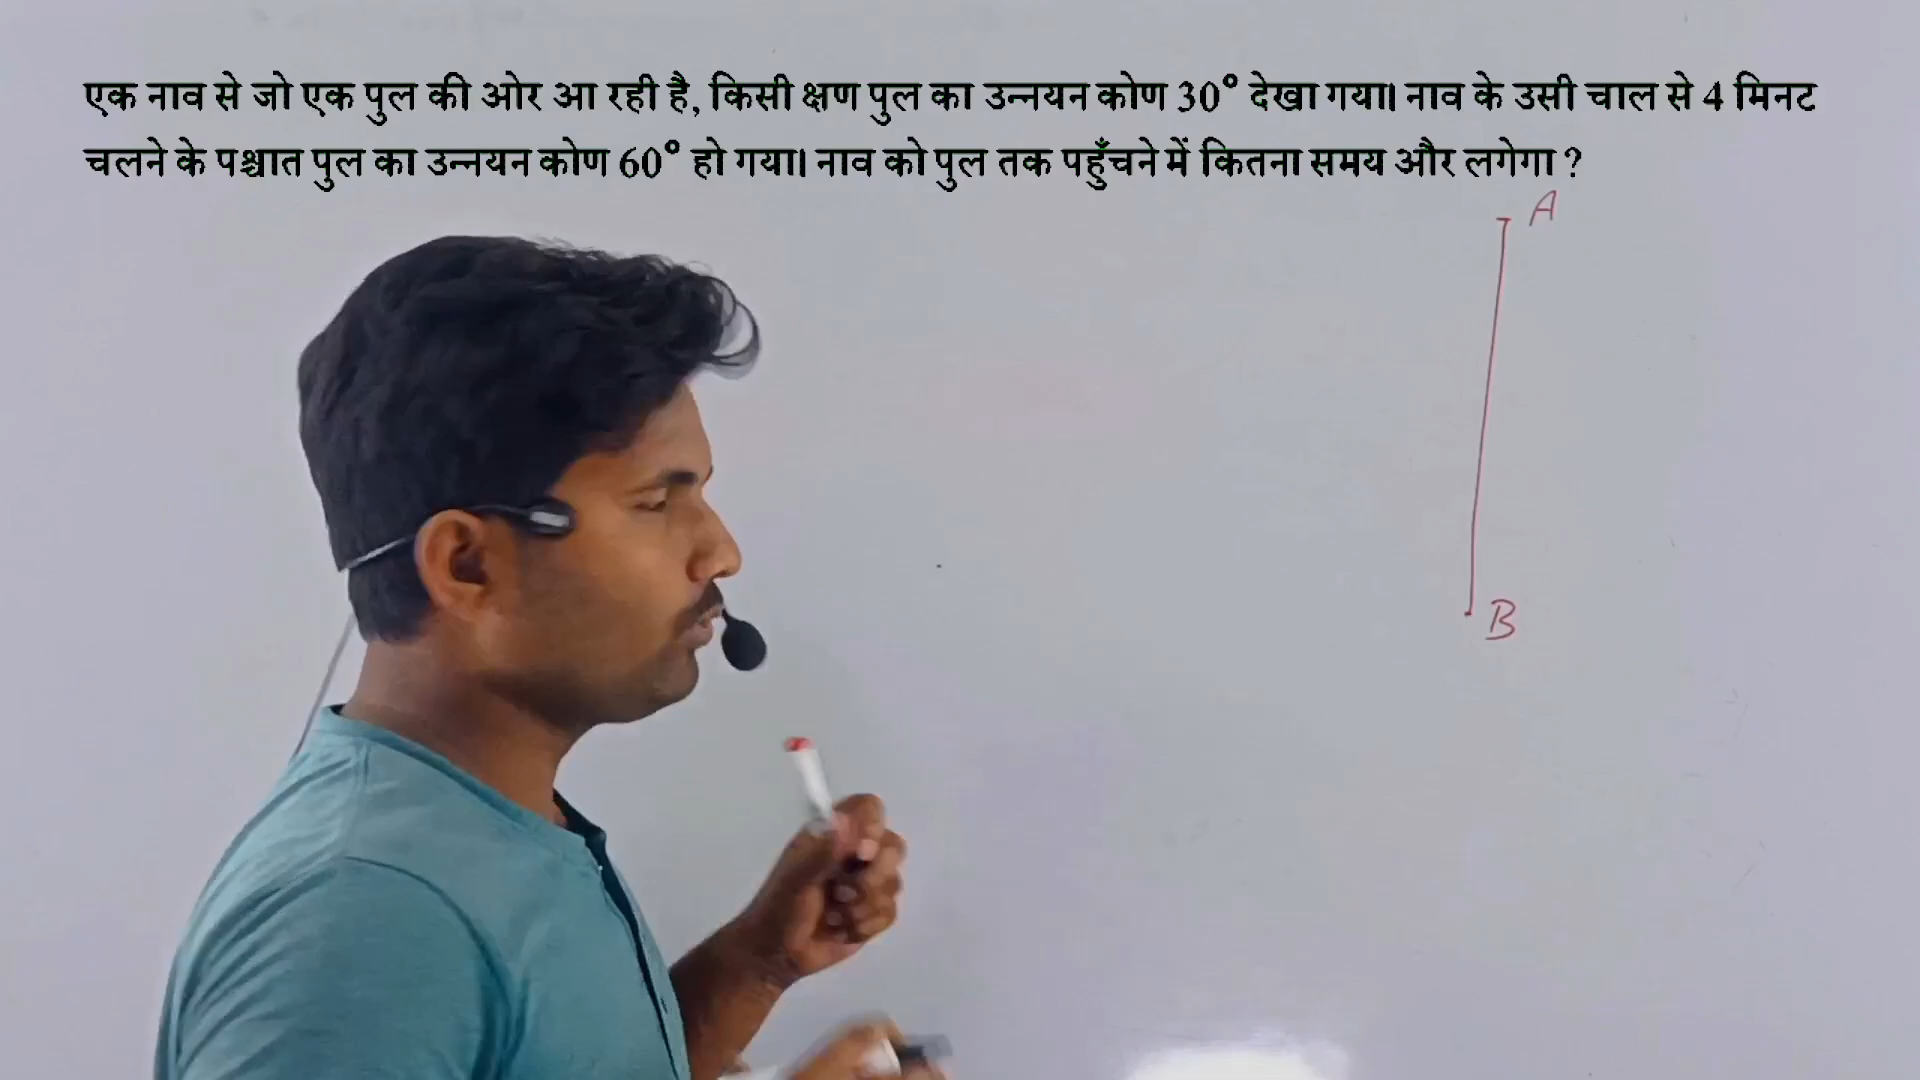 एक नाव से जो एक पुल की ओर आ रही है, किसी क्षण पुल का उन्नयन कोण 30° देखा गया। नाव के उसी चाल से 4 मिनट
चलने के पश्चात पुल का उन्नयन कोण 60° हो गया। नाव को पुल तक पहुँचने में कितना समय और लगेगा ?
A
B